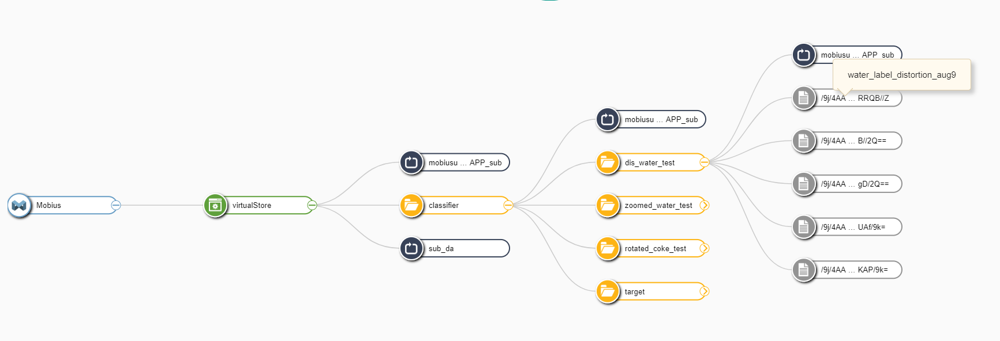 Mobius
virtualStore
mobiusu ... APP_sub
classifier
sub_da
mobiusu ... APP_sub
dis_water_test
zoomed_water_test
rotated_coke_test
target
mobiusu ... APP_sub
water_label_distortion_aug9
/9j/4AA ... RRQB//Z
/9j/4AA ... B//2Q==
/9j/4AA ... gD/2Q==
/9j/4AA ... UAf/9k=
/9j/4AA ... KAP/9k=